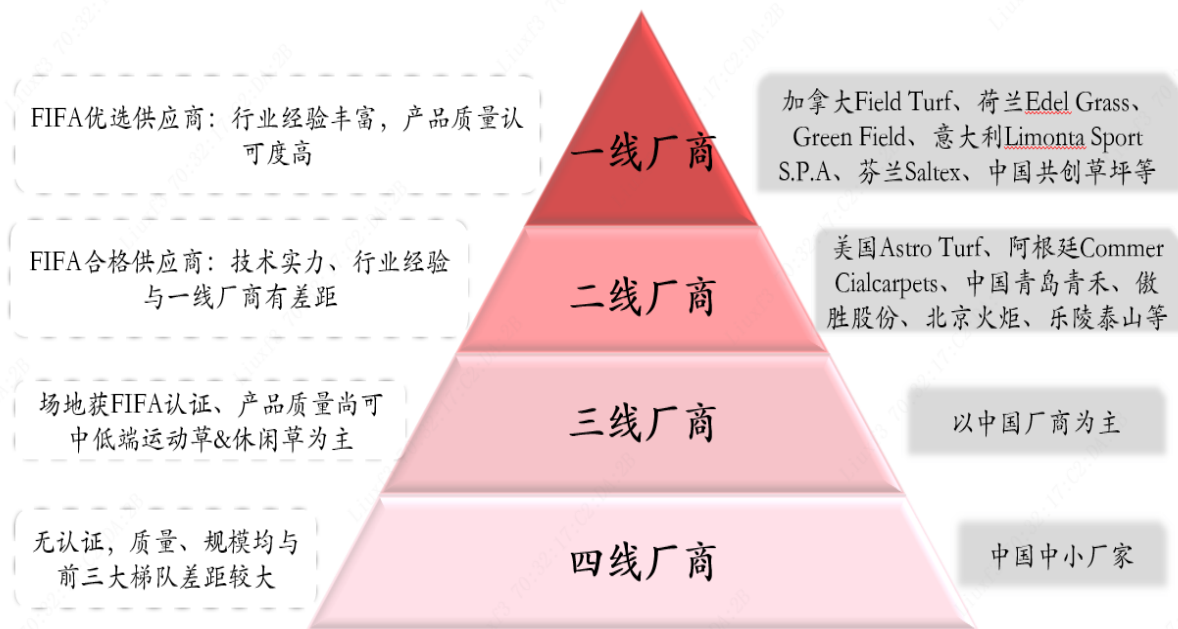 FIFA优选供应商：行业经验丰富，产品质量认
可度高
一线厂商
加拿大Field Turf、荷兰Edel Grass、
Green Field、意大利Limonta Sport
S.P.A、芬兰Saltex、中国共创草坪等
FIFA合格供应商：技术实力、行业经验
与一线厂商有差距
二线厂商
美国Astro Turf、阿根廷Commer
Cialcarpets、中国青岛青禾、傲
胜股份、北京火炬、乐陵泰山等
场地获FIFA认证、产品质量尚可
中低端运动草&休闲草为主
三线厂商
以中国厂商为主
无认证，质量、规模均与
前三大梯队差距较大
四线厂商
中国中小厂家